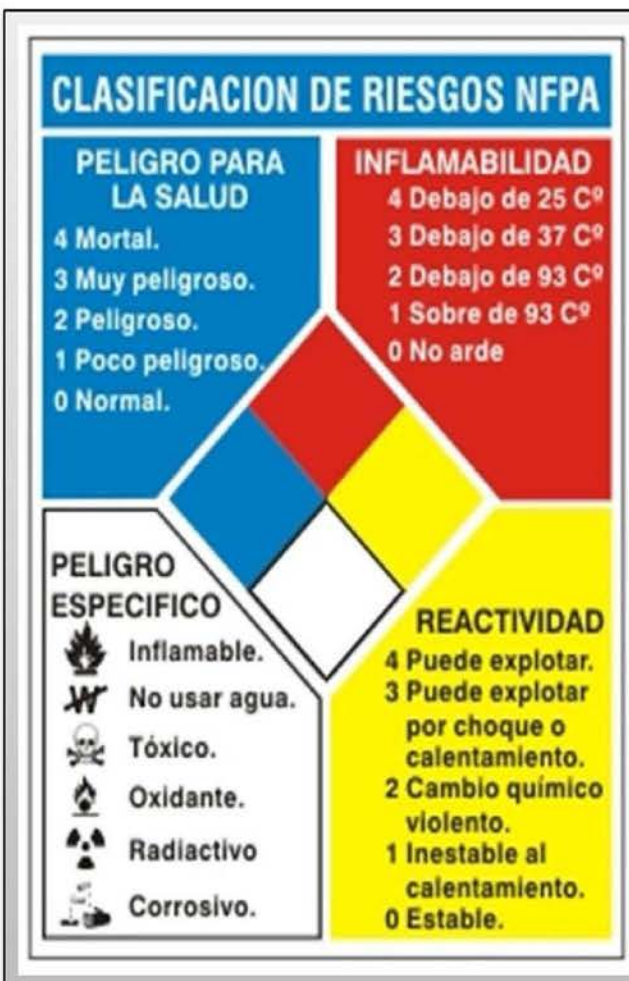 CLASIFICACION DE RIESGOS NFPA
PELIGRO PARA
LA SALUD
4 Mortal.
3 Muy peligroso.
2 Peligroso.
1 Poco peligroso.
0 Normal.
INFLAMABILIDAD
4 Debajo de 25 Cº
3 Debajo de 37 Cº
2 Debajo de 93 Cº
1 Sobre de 93 Cº
0 No arde
PELIGRO
ESPECIFICO
Inflamable.
W No usar agua.
Tóxico.
Oxidante.
Radiactivo
Corrosivo.
REACTIVIDAD
4 Puede explotar.
3 Puede explotar
por choque o
calentamiento.
2 Cambio químico
violento.
1 Inestable al
calentamiento.
0 Estable.